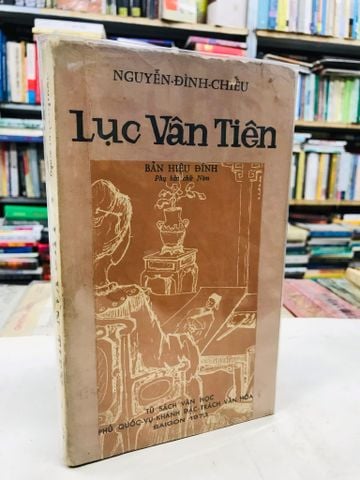 NGUYỄN-ĐÌNH-CHIỂU
Lục Vân Tiên
BẢN HIỆU ĐÍNH
Phụ bản chữ Nôm
TỦ SÁCH VĂN HỌC
PHỦ QUỐC-VỤ-KHANH ĐẶC-TRÁCH VĂN HÓA
SAIGON 1973